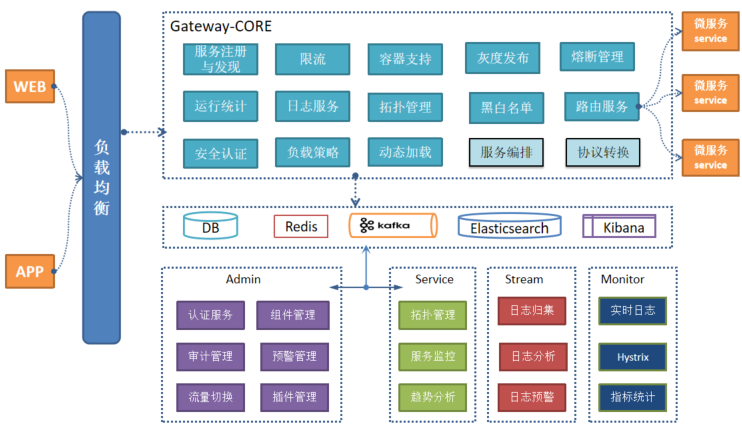 WEB
APP
负载均衡
Gateway-CORE
服务注册
与发现
限流
容器支持
灰度发布
熔断管理
运行统计
日志服务
拓扑管理
黑白名单
路由服务
安全认证
负载策略
动态加载
服务编排
协议转换
微服务
service
微服务
service
微服务
service
DB
Redis
kafka
Elasticsearch
Kibana
Admin
认证服务
组件管理
审计管理
预警管理
流量切换
插件管理
Service
拓扑管理
服务监控
趋势分析
Stream
日志归集
日志分析
日志预警
Monitor
实时日志
Hystrix
指标统计